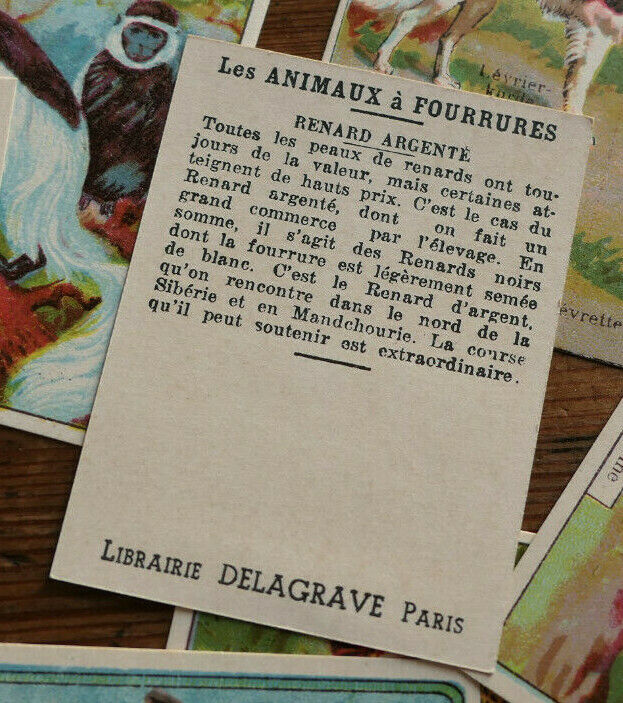 Les ANIMAUX à FOURRURES
RENARD ARGENTÉ
Toutes les peaux de renards ont tou-
jours de la valeur, mais certaines at-
teignent de hauts prix. C'est le cas du
Renard argenté, dont on fait un
grand commerce par l'élevage. En
somme, il s'agit des Renards noirs
dont la fourrure est légèrement semée
de blanc. C'est le Renard d'argent,
qu'on rencontre dans le nord de la
Sibérie et en Mandchourie. La course
qu'il peut soutenir est extraordinaire.
LIBRAIRIE DELAGRAVE PARIS
Lévrier-